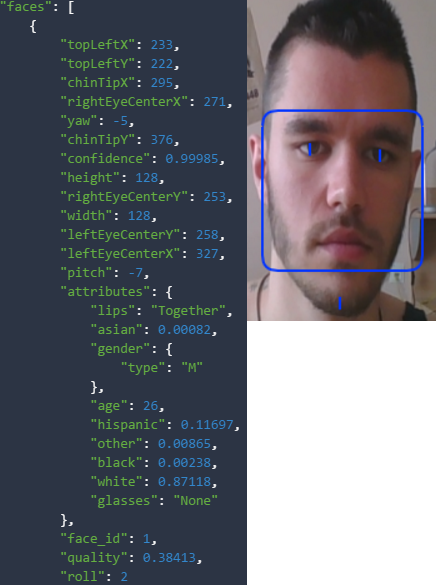 "faces": [
{
"topLeftX": 233,
"topLeftY": 222,
"chinTipX": 295,
"rightEyeCenterX": 271,
"yaw": -5,
"chinTipY": 376,
"confidence": 0.99985,
"height": 128,
"rightEyeCenterY": 253,
"width": 128,
"leftEyeCenterY": 258,
"leftEyeCenterX": 327,
"pitch": -7,
"attributes": {
"lips": "Together",
"asian": 0.00082,
"gender": {
"type": "M"
},
"age": 26,
"hispanic": 0.11697,
"other": 0.00865,
"black": 0.00238,
"white": 0.87118,
"glasses": "None"
},
"face_id": 1,
"quality": 0.38413,
"roll": 2